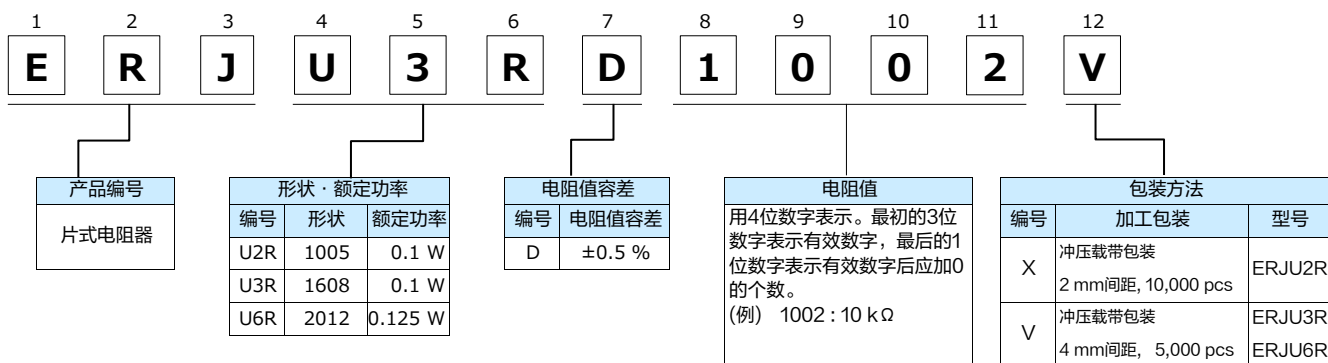 1 2 3 4 5 6 7 8 9 10 11 12
E R J U 3 R D 1 0 0 2 V
产品编号
片式电阻器
形状·额定功率
编号 形状 额定功率
U2R 1005 0.1 W
U3R 1608 0.1 W
U6R 2012 0.125 W
电阻值容差
编号 电阻值容差
D ±0.5 %
电阻值
用4位数字表示。最初的3位
数字表示有效数字，最后的1
位数字表示有效数字后应加0
的个数。
(例) 1002 : 10 kΩ
包装方法
编号 加工包装 型号
X 冲压载带包装
2 mm间距, 10,000 pcs ERJU2R
V 冲压载带包装 ERJU3R
4 mm间距, 5,000 pcs ERJU6R